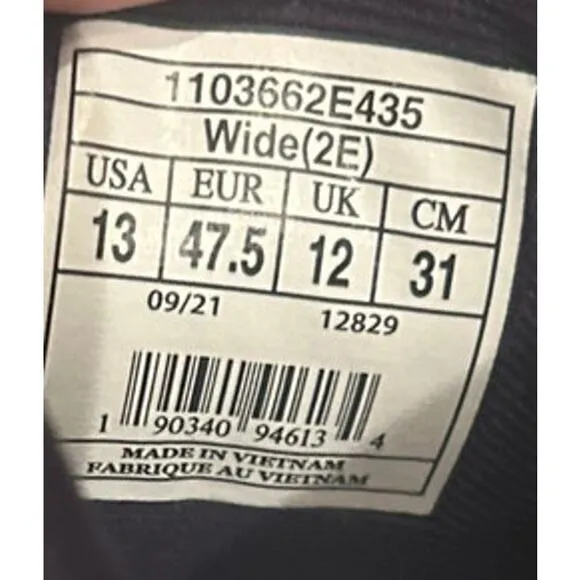 1103662E435
Wide(2E)
USA EUR UK CM
13 47.5 12 31
09/21 12829
1 90340 94613 4
MADE IN VIETNAM
FABRIQUE AU VIETNAM